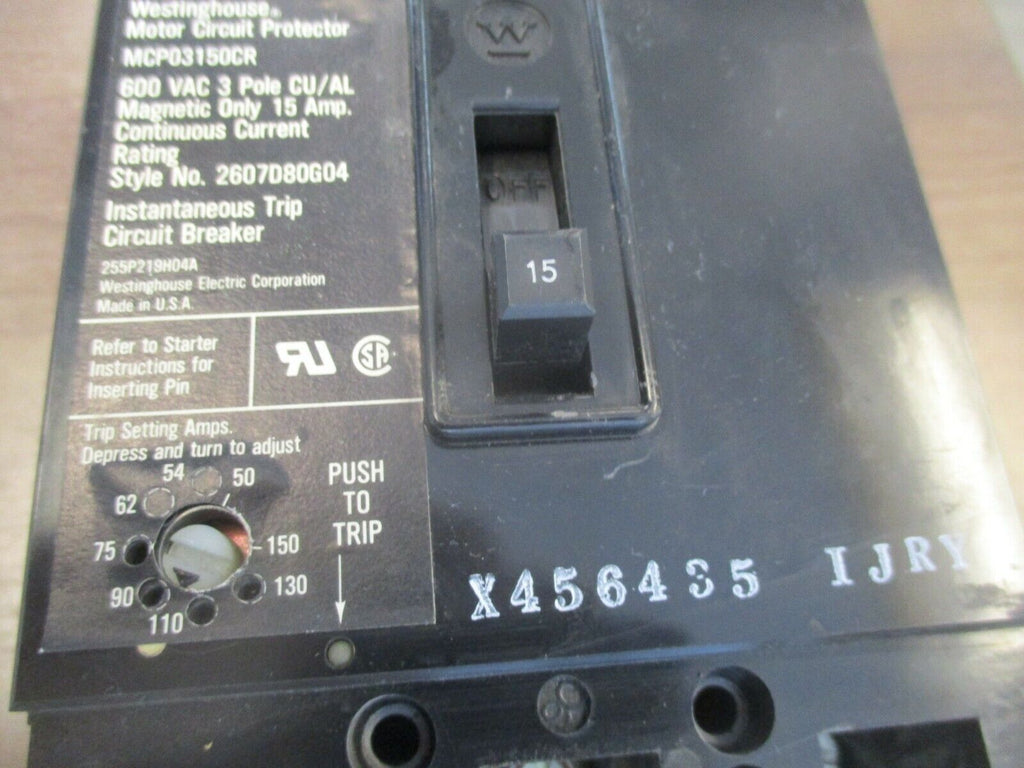 Westinghouse®
Motor Circuit Protector
MCP03150CR
600 VAC 3 Pole CU/AL
Magnetic Only 15 Amp.
Continuous Current
Rating
Style No. 2607D80G04
Instantaneous Trip
Circuit Breaker
255P219H04A
Westinghouse Electric Corporation
Made in U.S.A.
Refer to Starter
Instructions for
Inserting Pin
SA
Trip Setting Amps.
Depress and turn to adjust
54 50
62
75 150
90 130
110
PUSH
TO
TRIP
W
OFF
15
X456435 IJRY